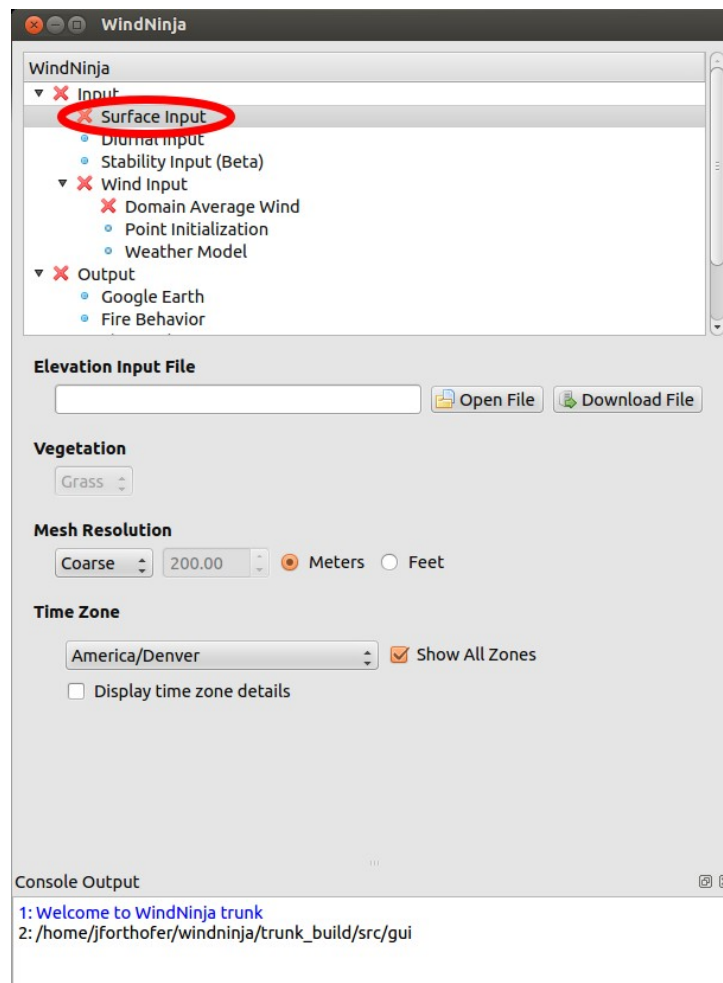 WindNinja
WindNinja
Input
Surface Input
Diurnal Input
Stability Input (Beta)
Wind Input
Domain Average Wind
Point Initialization
Weather Model
Output
Google Earth
Fire Behavior
Elevation Input File
Open File Download File
Vegetation
Grass
Mesh Resolution
Coarse 200.00 Meters Feet
Time Zone
America/Denver Show All Zones
Display time zone details
Console Output
1: Welcome to WindNinja trunk
2: /home/jforthofer/windninja/trunk_build/src/gui